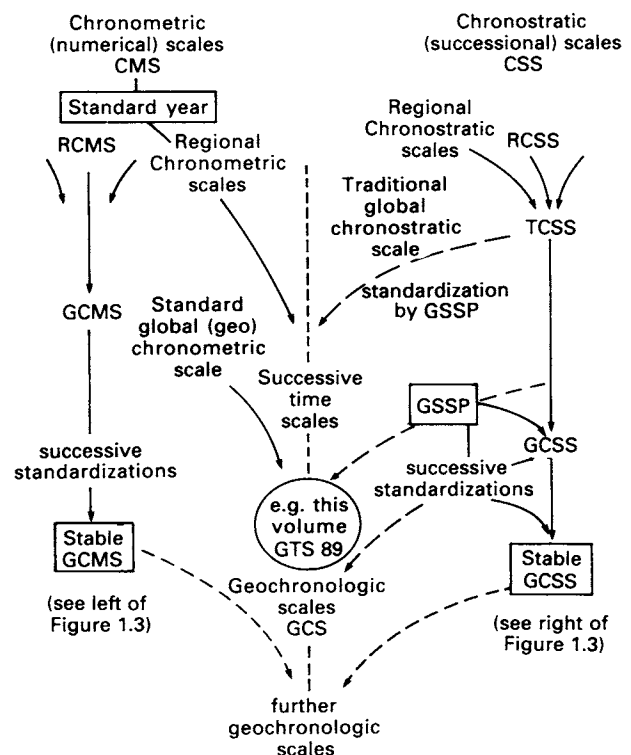 Chronometric
(numerical) scales
CMS
Standard year
RCMS
Regional
Chronometric
scales
GCMS
Standard
global (geo)
chronometric
scale
successive
standardizations
Stable
GCMS
(see left of
Figure 1.3)
Successive
time
scales
e.g. this
volume
GTS 89
Geochronologic
scales
GCS
further
geochronologic
scales
Chronostratic
(successional) scales
CSS
Regional
Chronostratic
scales
RCSS
Traditional
global
chronostratic
scale
TCSS
standardization
by GSSP
GSSP
GCSS
successive
standardizations
Stable
GCSS
(see right of
Figure 1.3)